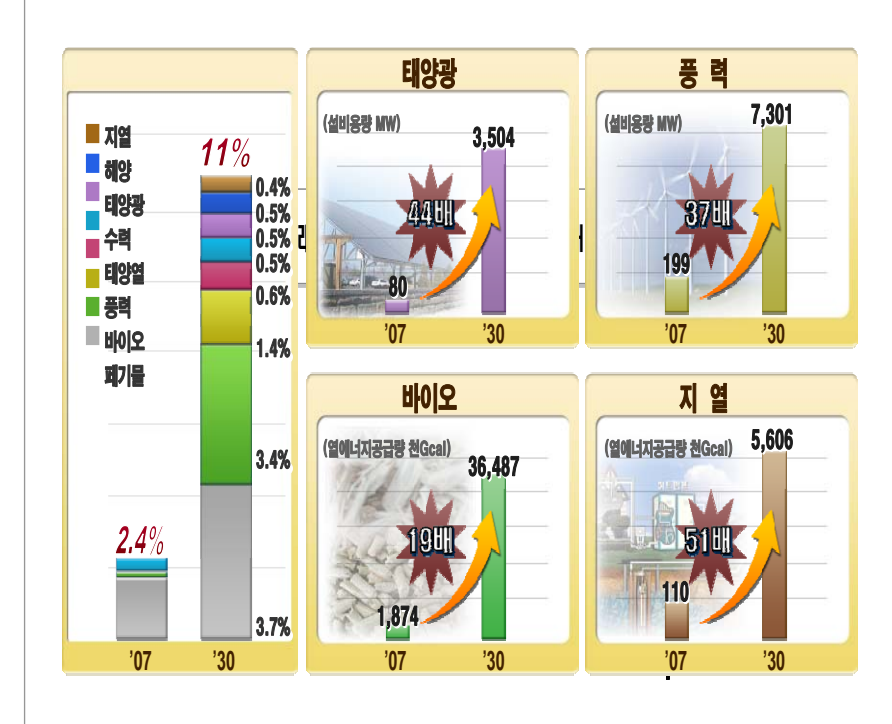 지열
해양
태양광
수력
태양열
풍력
바이오
폐기물
11%
0.4%
0.5%
0.5%
0.5%
0.6%
1.4%
3.4%
3.7%
2.4%
’07 ’30
태양광
(설비용량 MW)
3,504
44배
80
’07 ’30
풍 력
(설비용량 MW)
7,301
37배
199
’07 ’30
바이오
(열에너지공급량 천Gcal)
36,487
19배
1,874
’07 ’30
지 열
(열에너지공급량 천Gcal)
5,606
51배
110
’07 ’30